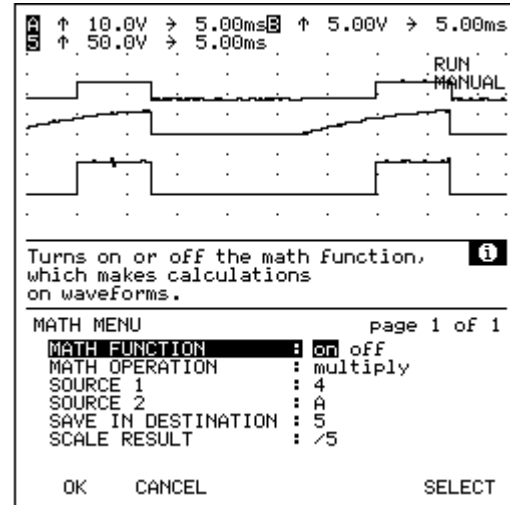 A ↑ 10.0V → 5.00ms B ↑ 5.00V → 5.00ms
5 ↑ 50.0V → 5.00ms
RUN
MANUAL
Turns on or off the math function, i
which makes calculations
on waveforms.
MATH MENU page 1 of 1
MATH FUNCTION : on off
MATH OPERATION : multiply
SOURCE 1 : 4
SOURCE 2 : A
SAVE IN DESTINATION : 5
SCALE RESULT : /5
OK CANCEL SELECT